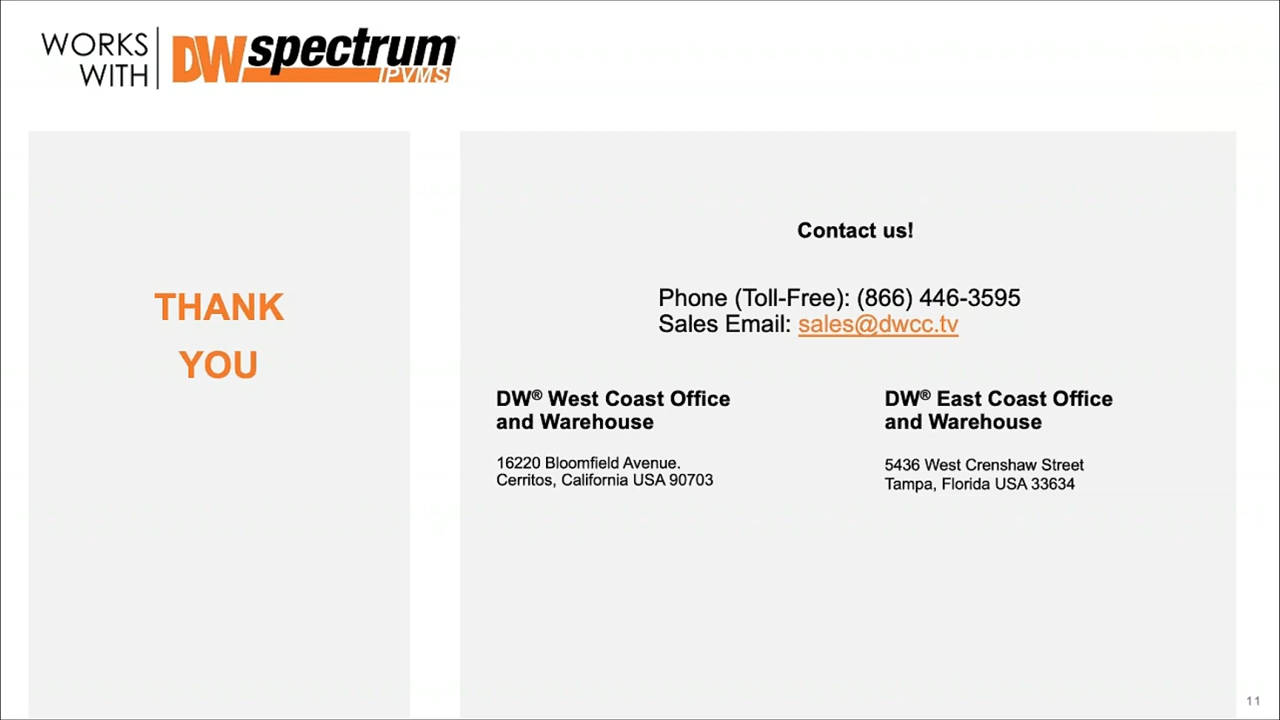 WORKS
WITH
DWspectrum
IPVMS
THANK
YOU
Contact us!
Phone (Toll-Free): (866) 446-3595
Sales Email: sales@dwcc.tv
DW® West Coast Office
and Warehouse
16220 Bloomfield Avenue.
Cerritos, California USA 90703
DW® East Coast Office
and Warehouse
5436 West Crenshaw Street
Tampa, Florida USA 33634
11